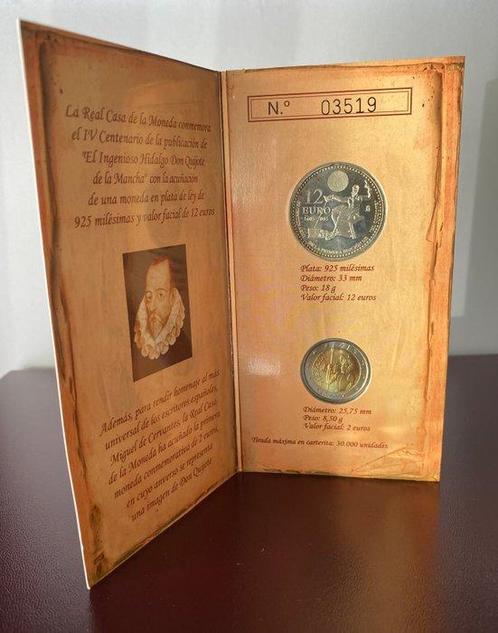 La Real Casa de la Moneda conmemora
el IV Centenario de la publicación de
"El Ingenioso Hidalgo Don Quijote
de la Mancha" con la acuñación
de una moneda en plata de ley de
925 milésimas y valor facial de 12 euros
Además, para rendir homenaje al más
universal de los escritores españoles,
Miguel de Cervantes, la Real Casa
de la Moneda ha acuñado la primera
moneda conmemorativa de 2 euros,
en cuyo anverso se representa
una imagen de Don Quijote
N.º 03519
12
EURO
Plata: 925 milésimas
Diámetro: 33 mm
Peso: 18 g
Valor facial: 12 euros
Diámetro: 25,75 mm
Peso: 8,50 g
Valor facial: 2 euros
Tirada máxima en carterita: 30.000 unidades